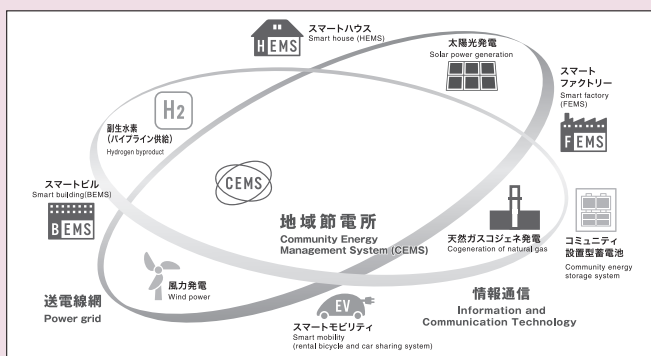 スマートハウス
Smart house (HEMS)
HEMS
太陽光発電
Solar power generation
スマート
ファクトリー
Smart factory
(FEMS)
FEMS
H2
副生水素
(パイプライン供給)
Hydrogen byproduct
CEMS
スマートビル
Smart building(BEMS)
BEMS
地域節電所
Community Energy
Management System (CEMS)
天然ガスコジェネ発電
Cogeneration of natural gas
コミュニティ
設置型蓄電池
Community energy
storage system
風力発電
Wind power
送電線網
Power grid
EV
スマートモビリティ
Smart mobility
(rental bicycle and car sharing system)
情報通信
Information and
Communication Technology